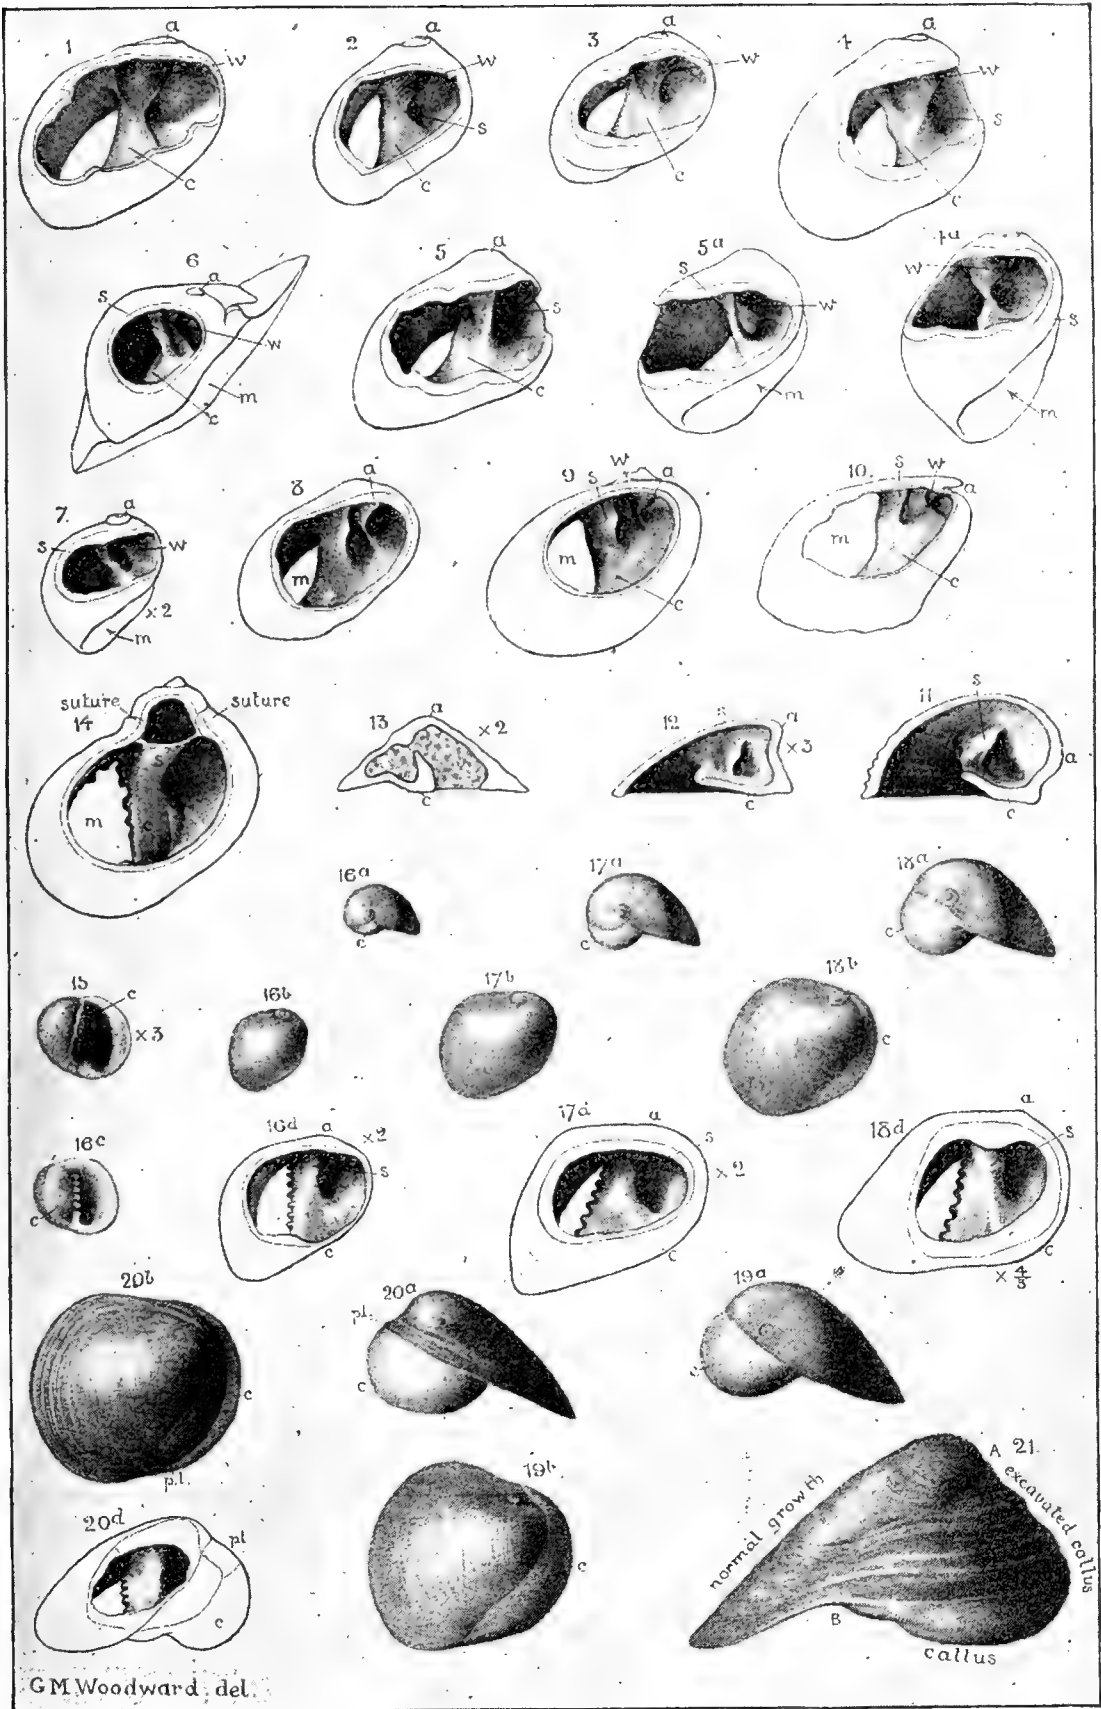 1 a w c
2 a w s c
3 a w c
4 a w s c
6 a s w m c
5 a s c
5a s w m
4a w s m
7. a s w ×2 m
8 a m
9 w s a m c
10. s w a m c
14 suture suture s m c
13 a ×2 c
12 s a ×3 c
11 s a c
16a c
17a c
18a c
15 c ×3
16b
17b
18b c
16c c
16d a ×2 s c
17d a s ×2 c
18d a s c × 4/3
20b c p.l.
20a pl. c
19a c
20d pl c
19b c
A 21.
normal growth
excavated callus
B
callus
G M Woodward. del.